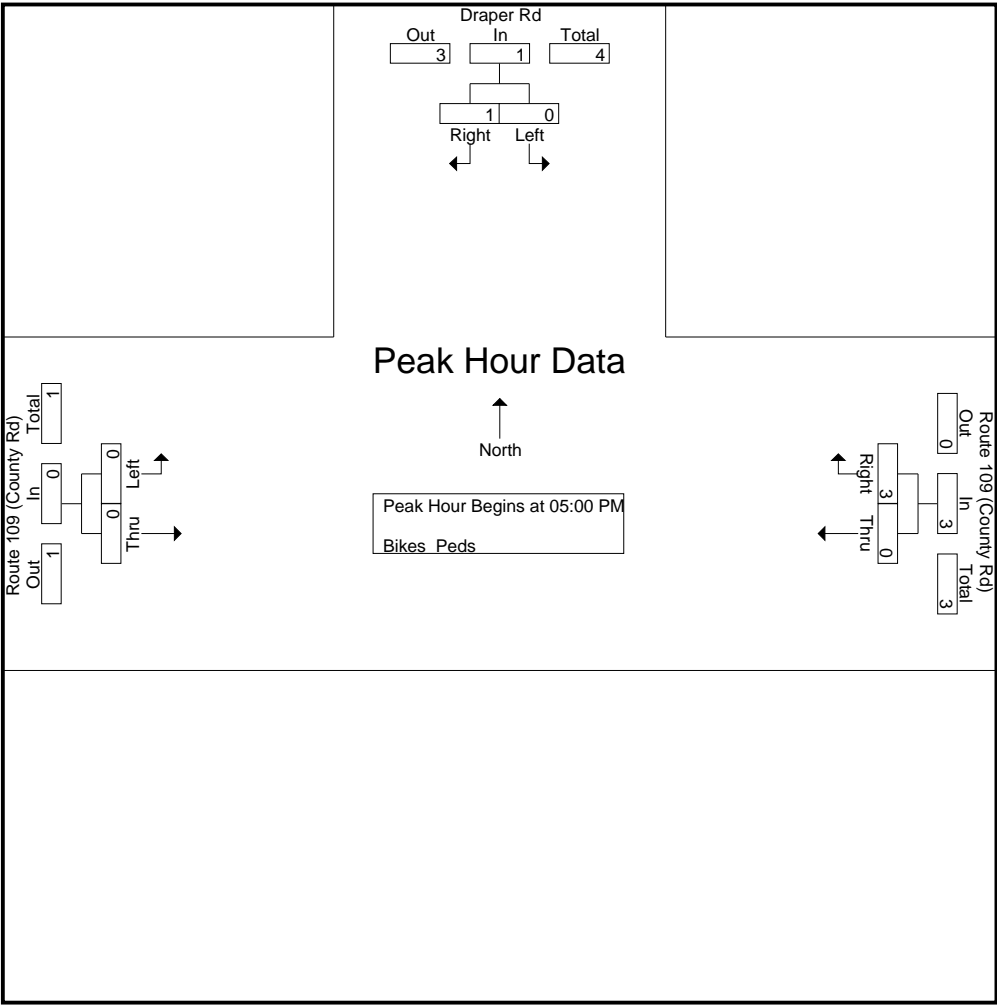 Draper Rd
Out In Total
3 1 4
1 0
Right Left
Peak Hour Data
North
Peak Hour Begins at 05:00 PM
Bikes Peds
Route 109 (County Rd)
Total In Out
1 0 1
0 0
Left Thru
Route 109 (County Rd)
Out In Total
0 3 3
3 0
Right Thru